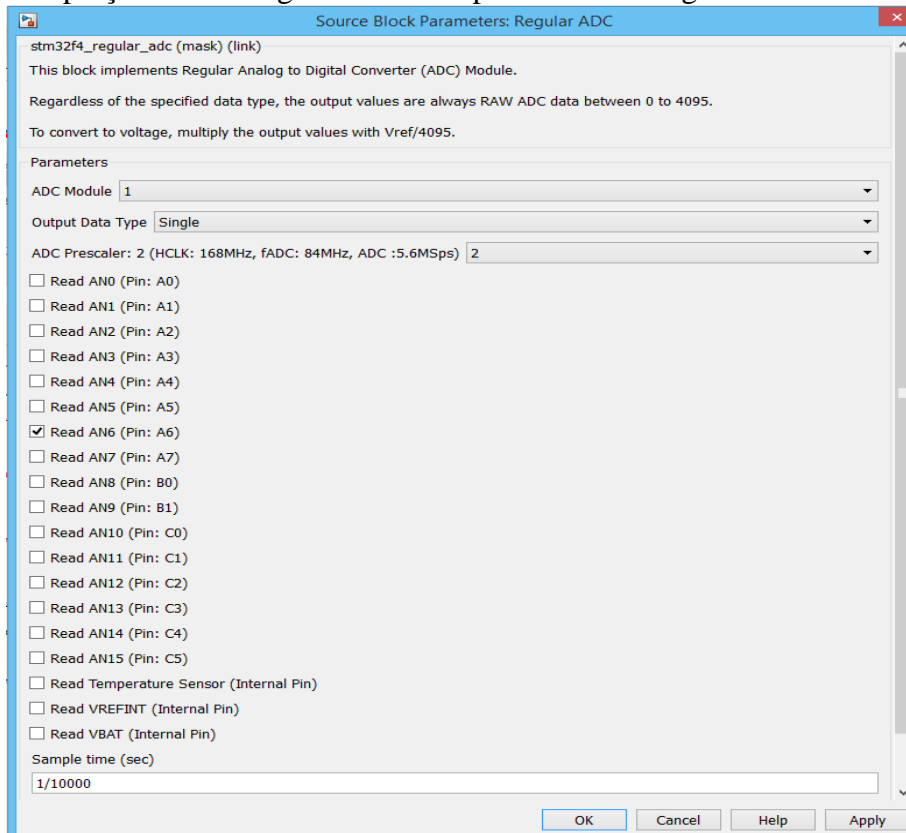 Source Block Parameters: Regular ADC
stm32f4_regular_adc (mask) (link)
This block implements Regular Analog to Digital Converter (ADC) Module.
Regardless of the specified data type, the output values are always RAW ADC data between 0 to 4095.
To convert to voltage, multiply the output values with Vref/4095.
Parameters
ADC Module 1
Output Data Type Single
ADC Prescaler: 2 (HCLK: 168MHz, fADC: 84MHz, ADC :5.6MSps) 2
Read AN0 (Pin: A0)
Read AN1 (Pin: A1)
Read AN2 (Pin: A2)
Read AN3 (Pin: A3)
Read AN4 (Pin: A4)
Read AN5 (Pin: A5)
Read AN6 (Pin: A6)
Read AN7 (Pin: A7)
Read AN8 (Pin: B0)
Read AN9 (Pin: B1)
Read AN10 (Pin: C0)
Read AN11 (Pin: C1)
Read AN12 (Pin: C2)
Read AN13 (Pin: C3)
Read AN14 (Pin: C4)
Read AN15 (Pin: C5)
Read Temperature Sensor (Internal Pin)
Read VREFINT (Internal Pin)
Read VBAT (Internal Pin)
Sample time (sec)
1/10000
OK Cancel Help Apply